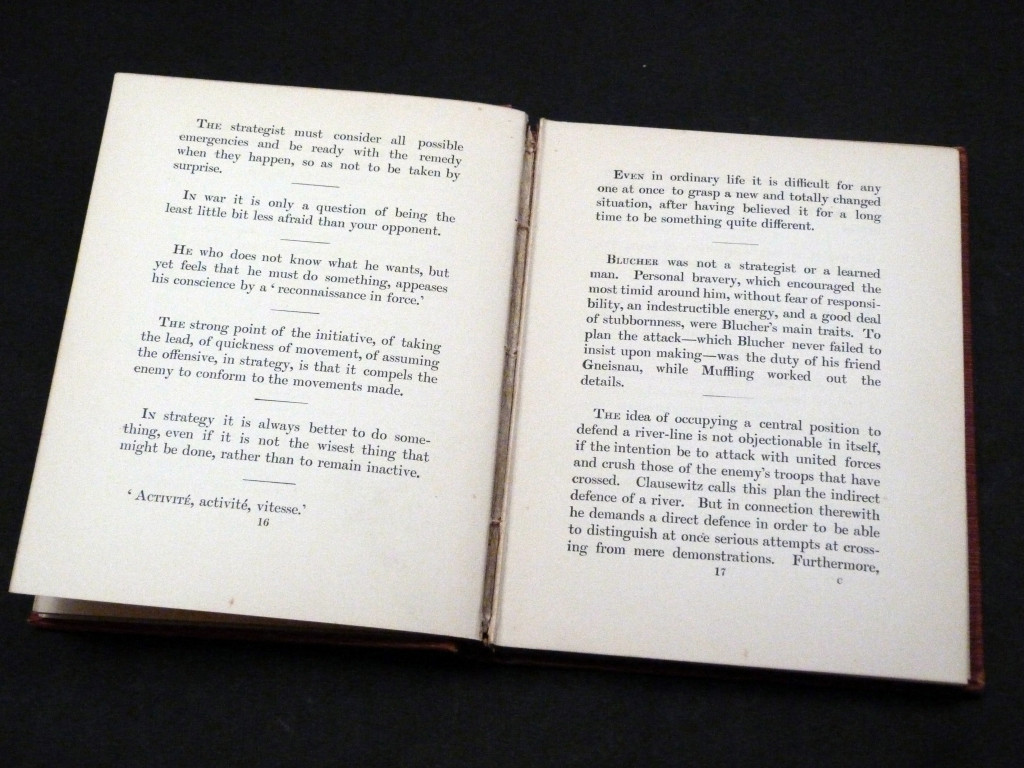 The strategist must consider all possible
emergencies and be ready with the remedy
when they happen, so as not to be taken by
surprise.
In war it is only a question of being the
least little bit less afraid than your opponent.
He who does not know what he wants, but
yet feels that he must do something, appeases
his conscience by a ‘reconnaissance in force.’
The strong point of the initiative, of taking
the lead, of quickness of movement, of assuming
the offensive, in strategy, is that it compels the
enemy to conform to the movements made.
In strategy it is always better to do some-
thing, even if it is not the wisest thing that
might be done, rather than to remain inactive.
‘Activité, activité, vitesse.’
16
Even in ordinary life it is difficult for any
one at once to grasp a new and totally changed
situation, after having believed it for a long
time to be something quite different.
Blucher was not a strategist or a learned
man. Personal bravery, which encouraged the
most timid around him, without fear of responsi-
bility, an indestructible energy, and a good deal
of stubbornness, were Blucher's main traits. To
plan the attack—which Blucher never failed to
insist upon making—was the duty of his friend
Gneisnau, while Muffling worked out the
details.
The idea of occupying a central position to
defend a river-line is not objectionable in itself,
if the intention be to attack with united forces
and crush those of the enemy's troops that have
crossed. Clausewitz calls this plan the indirect
defence of a river. But in connection therewith
he demands a direct defence in order to be able
to distinguish at once serious attempts at cross-
ing from mere demonstrations. Furthermore,
17
C